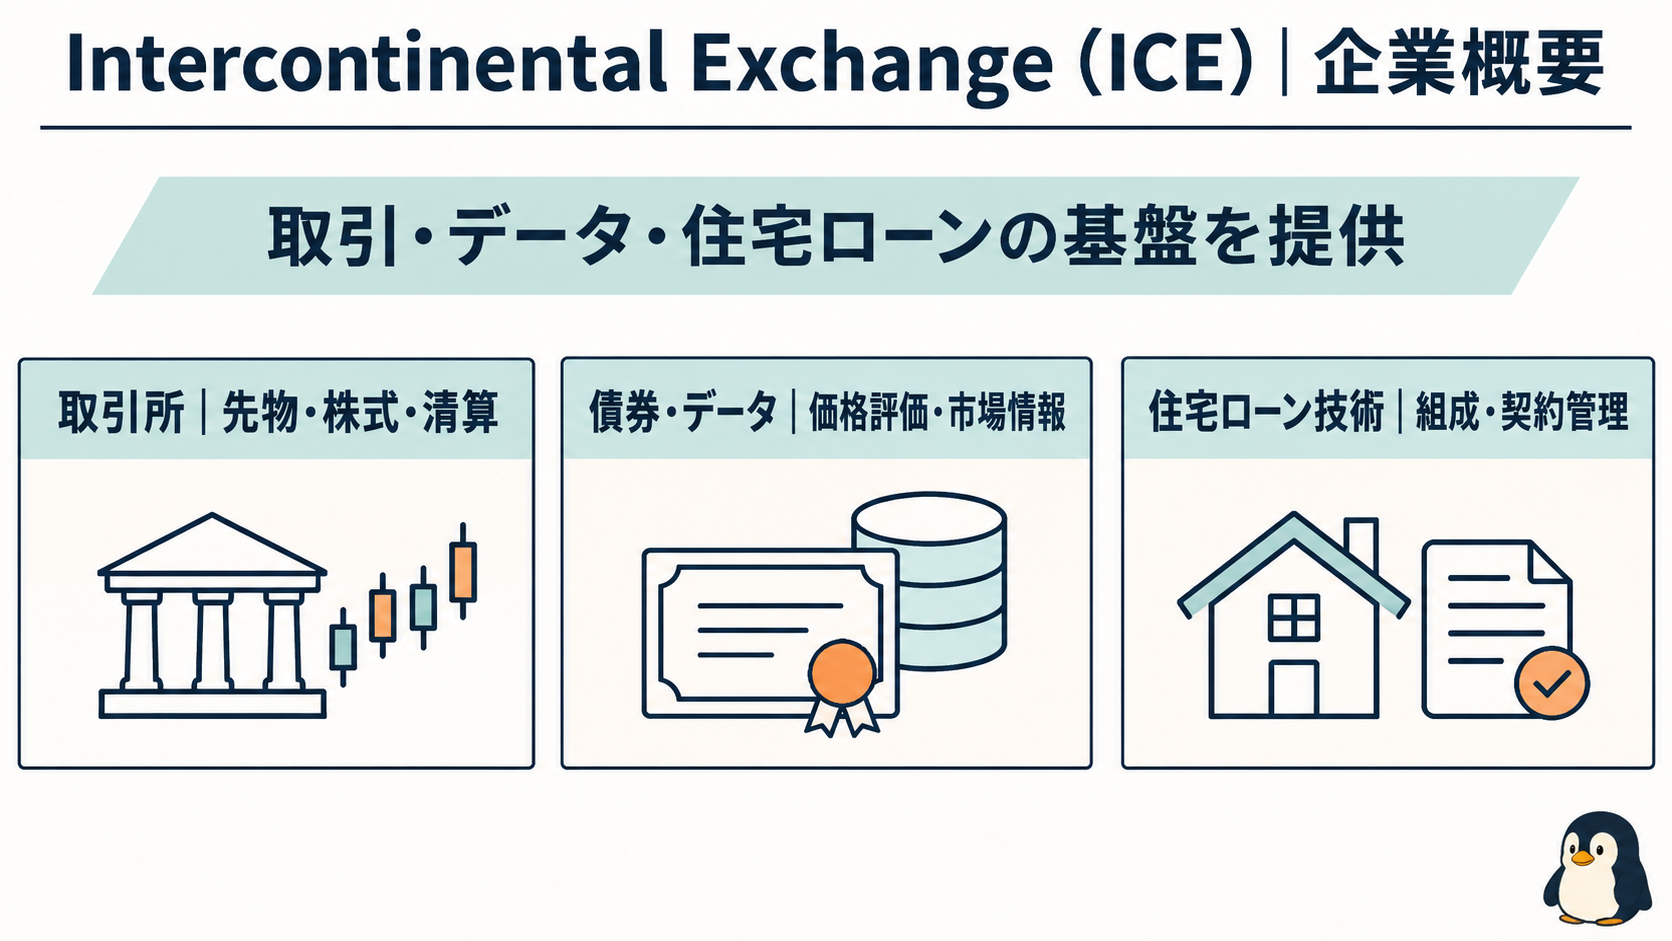 Intercontinental Exchange（ICE）｜企業概要
取引・データ・住宅ローンの基盤を提供
取引所｜先物・株式・清算
債券・データ｜価格評価・市場情報
住宅ローン技術｜組成・契約管理